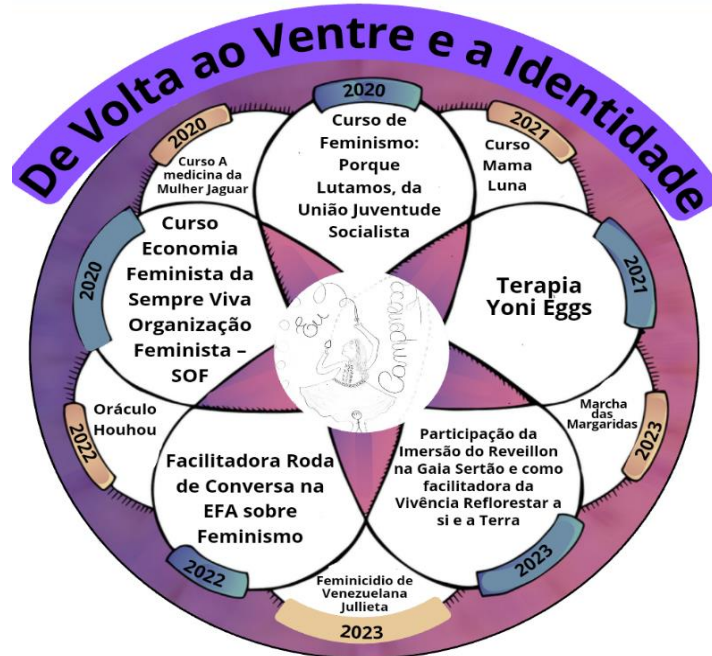 De Volta ao Ventre e a Identidade
2020
Curso de
Feminismo:
Porque
Lutamos, da
União Juventude
Socialista
2021
Curso
Mama
Luna
2021
Terapia
Yoni Eggs
2023
Marcha
das
Margaridas
2023
Participação da
Imersão do Reveillon
na Gaia Sertão e como
facilitadora da
Vivência Reflorestar a
si e a Terra
2023
Feminicidio de
Venezuelana
Jullieta
2022
Facilitadora Roda
de Conversa na
EFA sobre
Feminismo
2022
Oráculo
Houhou
2020
Curso
Economia
Feminista da
Sempre Viva
Organização
Feminista –
SOF
2020
Curso A
medicina da
Mulher Jaguar
Eu